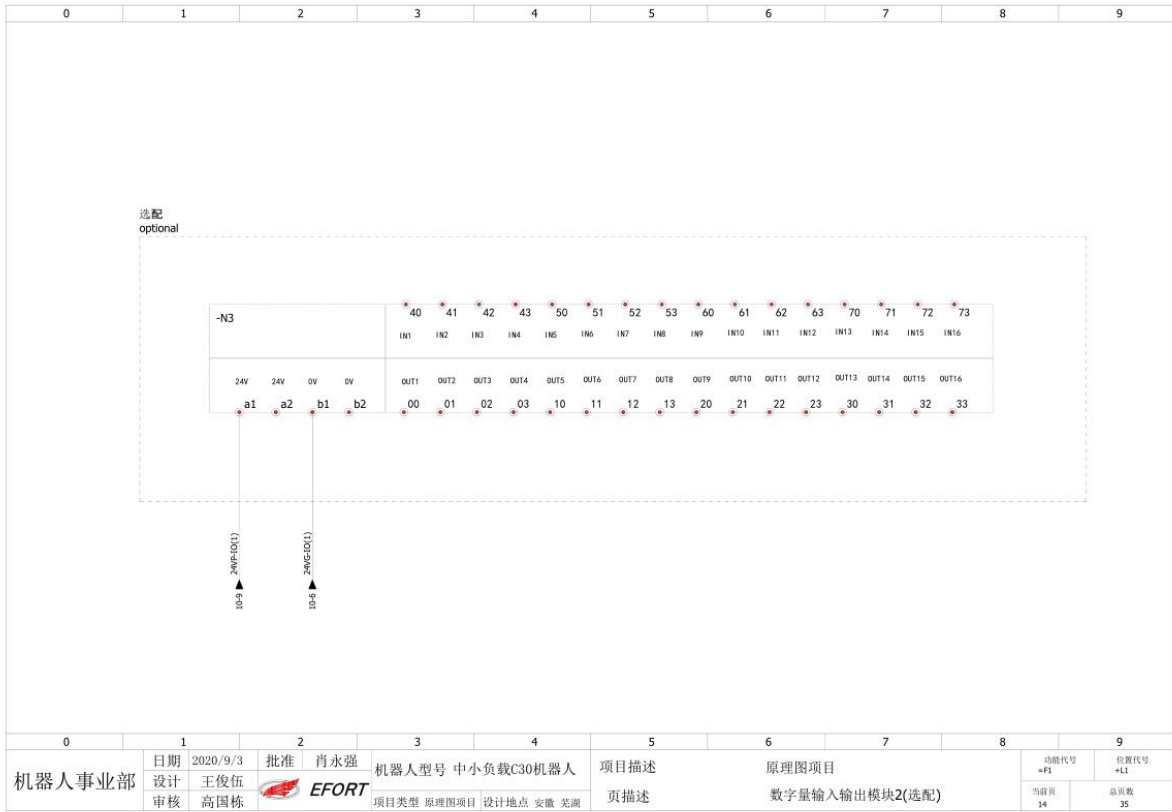 0 1 2 3 4 5 6 7 8 9
选配
optional
-N3
40 41 42 43 50 51 52 53 60 61 62 63 70 71 72 73
IN1 IN2 IN3 IN4 IN5 IN6 IN7 IN8 IN9 IN10 IN11 IN12 IN13 IN14 IN15 IN16
24V 24V 0V 0V OUT1 OUT2 OUT3 OUT4 OUT5 OUT6 OUT7 OUT8 OUT9 OUT10 OUT11 OUT12 OUT13 OUT14 OUT15 OUT16
a1 a2 b1 b2 00 01 02 03 10 11 12 13 20 21 22 23 30 31 32 33
24VP-IO(1)
10-9
24VG-IO(1)
10-6
0 1 2 3 4 5 6 7 8 9
机器人事业部
日期 2020/9/3 批准 肖永强
设计 王俊伍
审核 高国栋
EFORT
机器人型号 中小负载C30机器人
项目类型 原理图项目 设计地点 安徽 芜湖
项目描述 原理图项目
页描述 数字量输入输出模块2(选配)
功能代号 位置代号
=F1 +L1
当前页 总页数
14 35